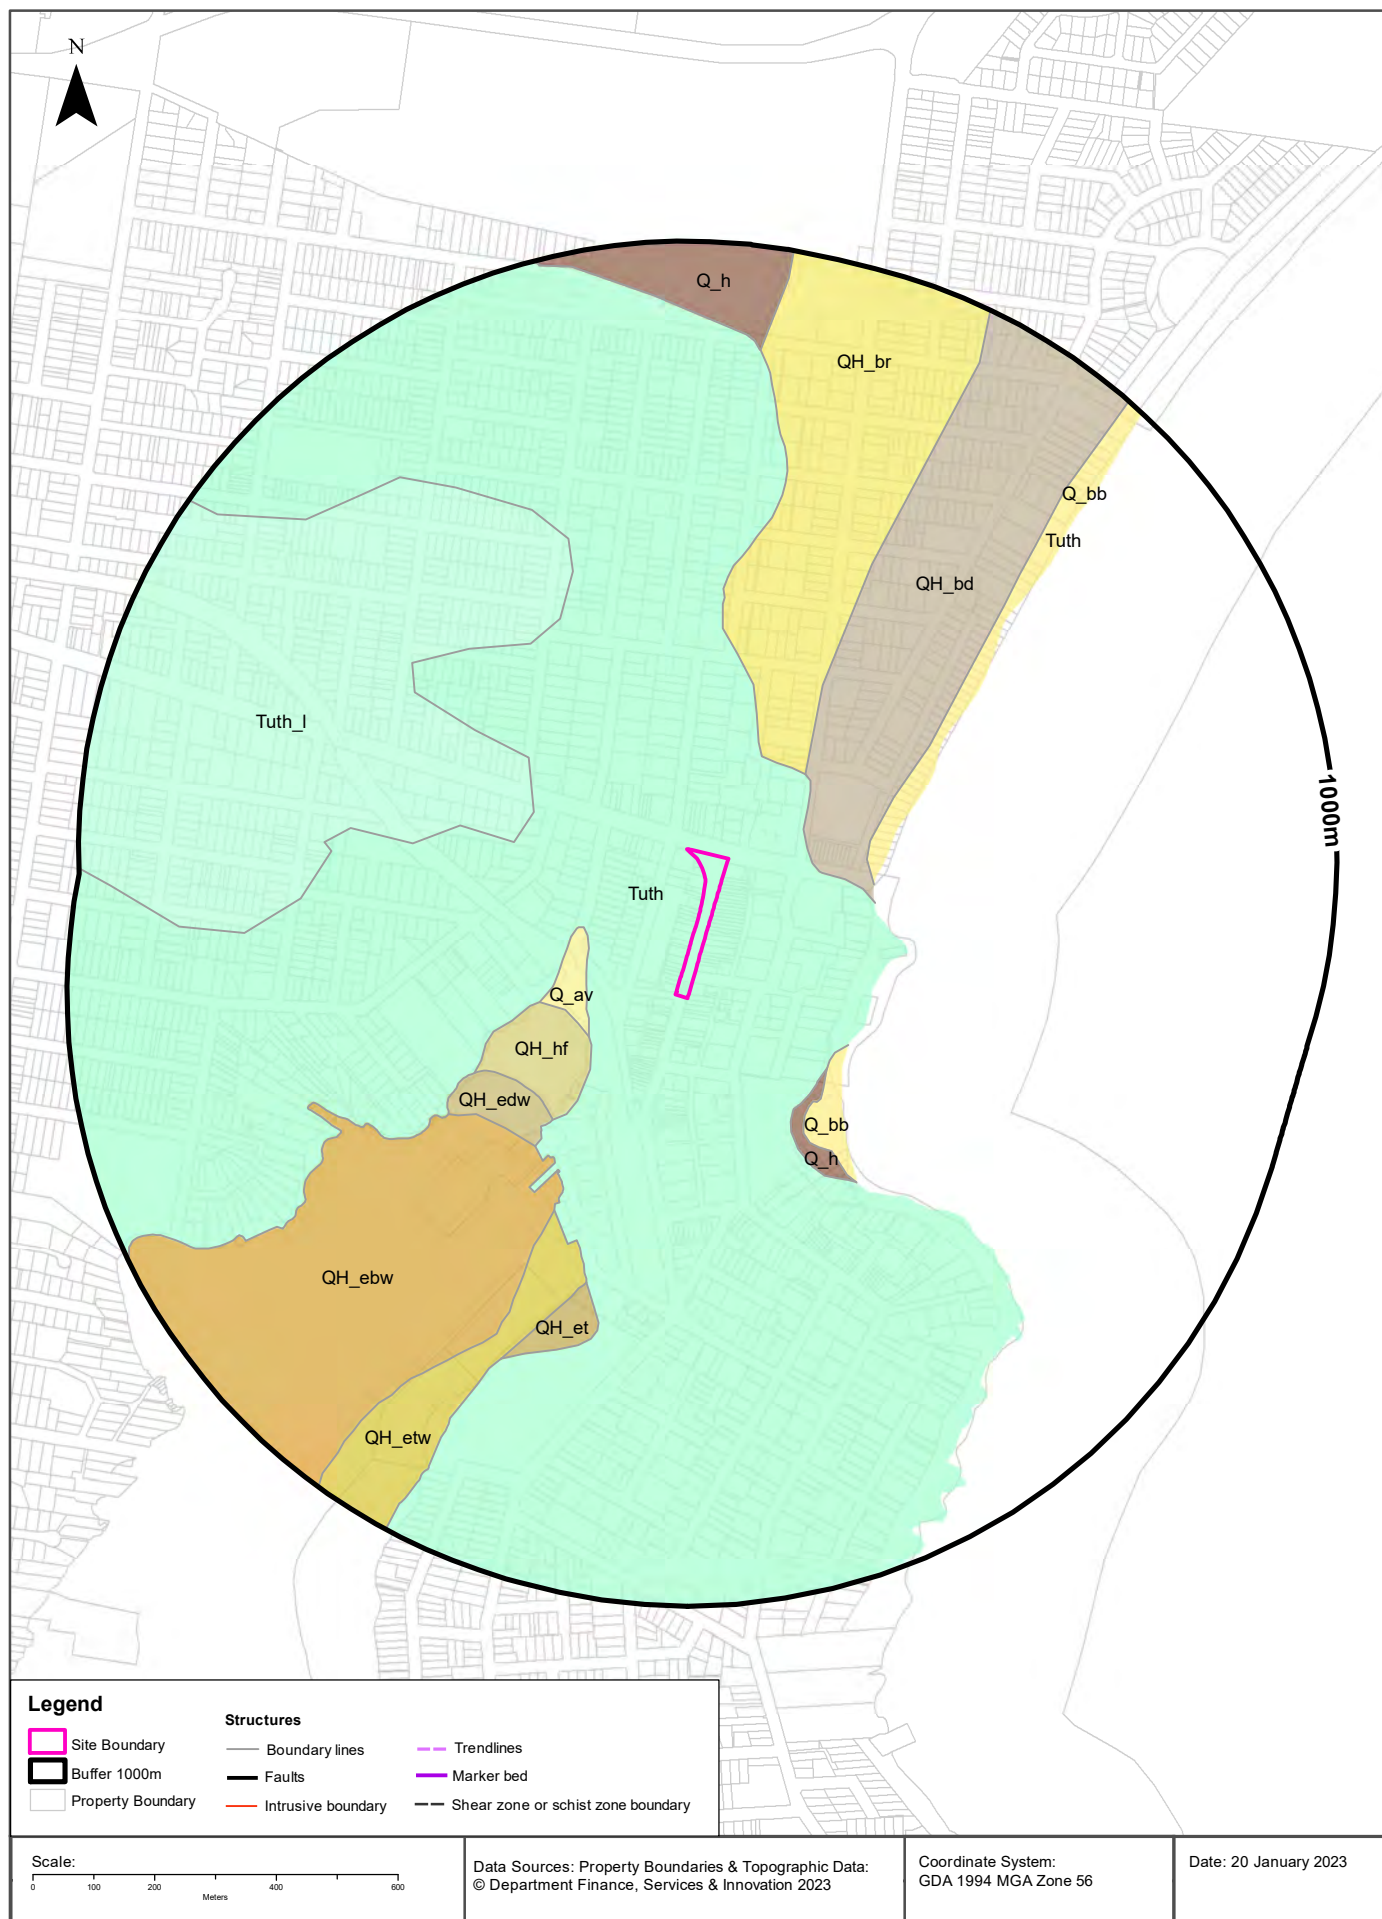 N
Q_h
QH_br
Q_bb
Tuth
QH_bd
Tuth_l
1000m
Tuth
Q_av
QH_hf
QH_edw
Q_bb
Q_h
QH_ebw
QH_et
QH_etw
Legend
Site Boundary
Buffer 1000m
Property Boundary
Structures
Boundary lines
Faults
Intrusive boundary
Trendlines
Marker bed
Shear zone or schist zone boundary
Scale:
0 100 200 400 600
Meters
Data Sources: Property Boundaries & Topographic Data:
© Department Finance, Services & Innovation 2023
Coordinate System:
GDA 1994 MGA Zone 56
Date: 20 January 2023